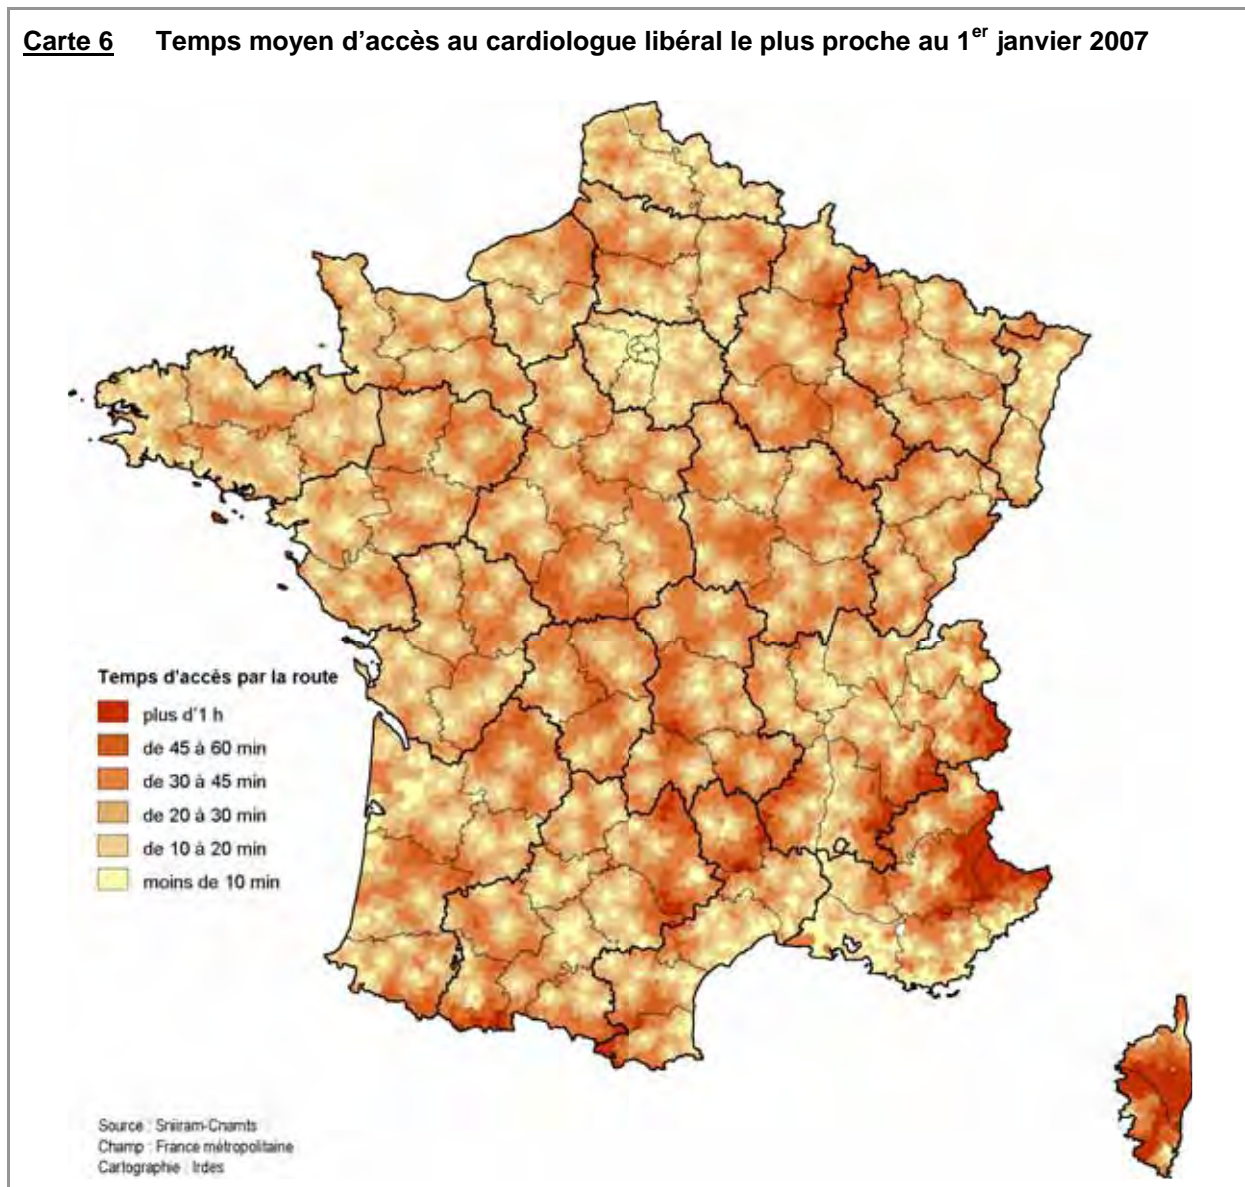 Carte 6 Temps moyen d'accès au cardiologue libéral le plus proche au 1er janvier 2007
Temps d'accès par la route
plus d'1 h
de 45 à 60 min
de 30 à 45 min
de 20 à 30 min
de 10 à 20 min
moins de 10 min
Source : Sniiram-Cnamts
Champ : France métropolitaine
Cartographie : Irdes